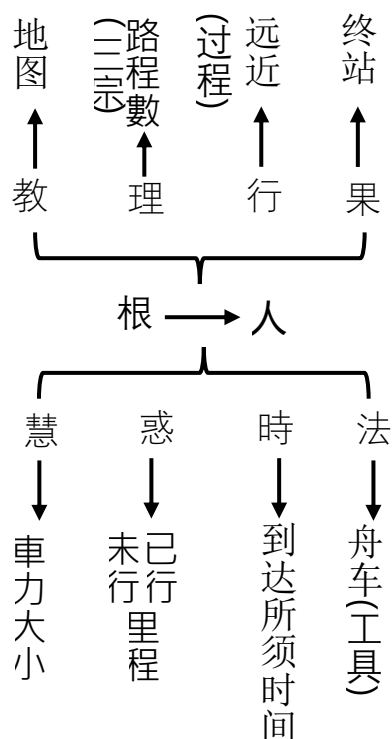 地图
路程數
(三宗)
远近
(过程)
终站
教
理
行
果
根
人
慧
惑
時
法
車力大小
已行
未行
里程
到达所须时间
舟车(工具)